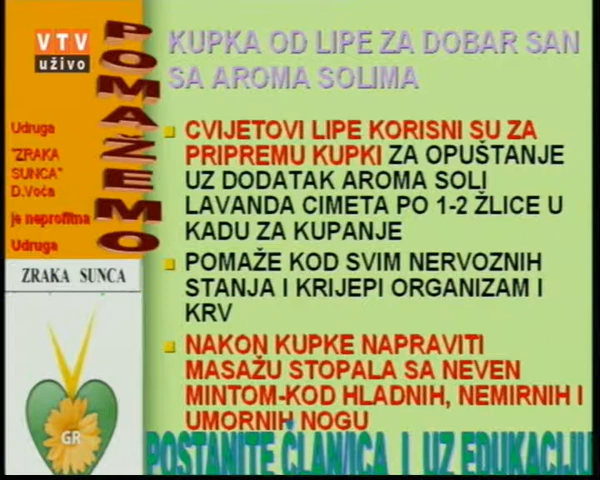 VTV
uživo
POMAŽEMO
Udruga
"ZRAKA
SUNCA"
D.Voća
je neprofitna
Udruga
ZRAKA SUNCA
GR
KUPKA OD LIPE ZA DOBAR SAN
SA AROMA SOLIMA
CVIJETOVI LIPE KORISNI SU ZA
PRIPREMU KUPKI ZA OPUŠTANJE
UZ DODATAK AROMA SOLI
LAVANDA CIMETA PO 1-2 ŽLICE U
KADU ZA KUPANJE
POMAŽE KOD SVIM NERVOZNIH
STANJA I KRIJEPI ORGANIZAM I
KRV
NAKON KUPKE NAPRAVITI
MASAŽU STOPALA SA NEVEN
MINTOM-KOD HLADNIH, NEMIRNIH I
UMORNIH NOGU
POSTANITE ČLAN/ICA I UZ EDUKACIJU